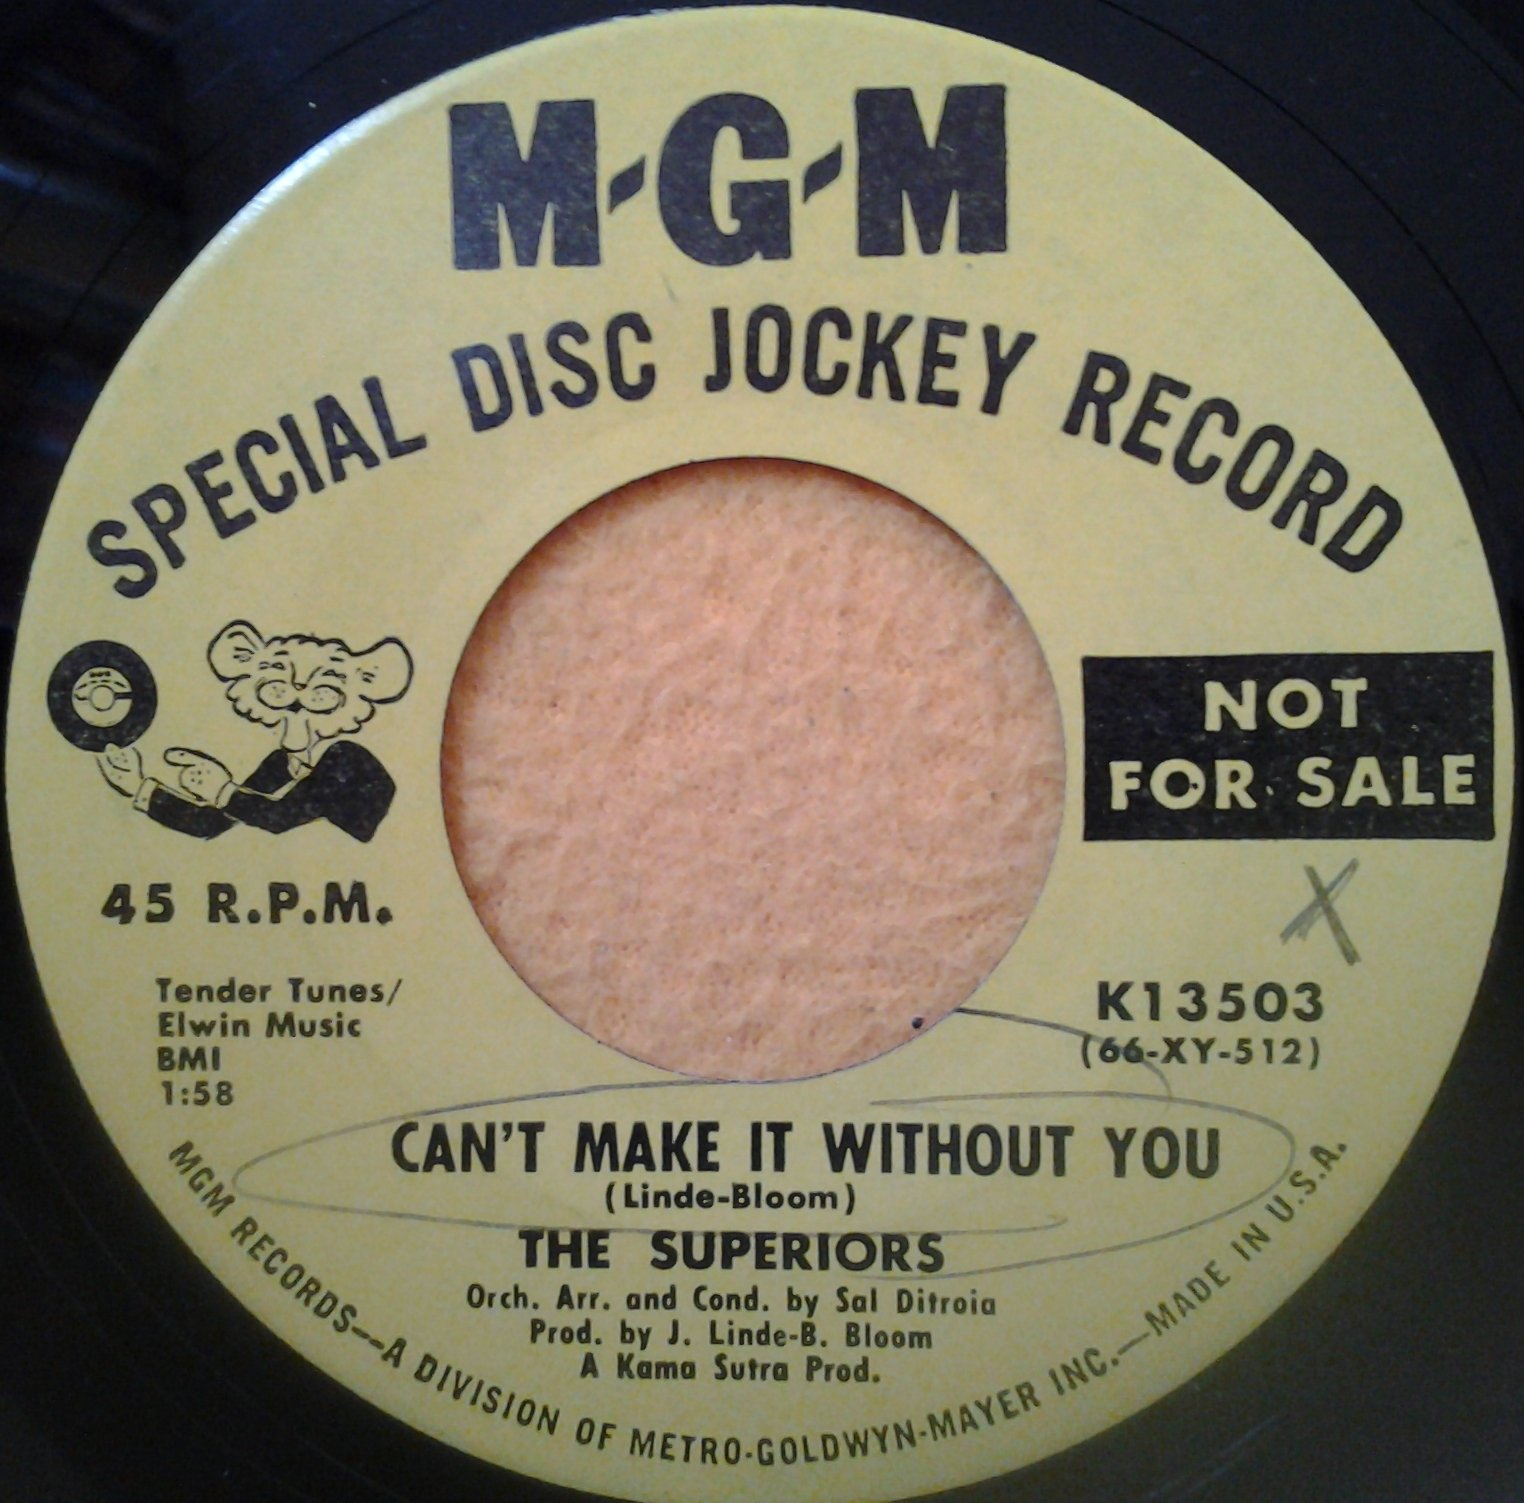 M-G-M
SPECIAL DISC JOCKEY RECORD
NOT
FOR SALE
45 R.P.M.
X
Tender Tunes/
Elwin Music
BMI
1:58
K13503
(66-XY-512)
CAN'T MAKE IT WITHOUT YOU
(Linde-Bloom)
THE SUPERIORS
Orch. Arr. and Cond. by Sal Ditroia
Prod. by J. Linde-B. Bloom
A Kama Sutra Prod.
MGM RECORDS—A DIVISION OF METRO-GOLDWYN-MAYER INC.—MADE IN U.S.A.